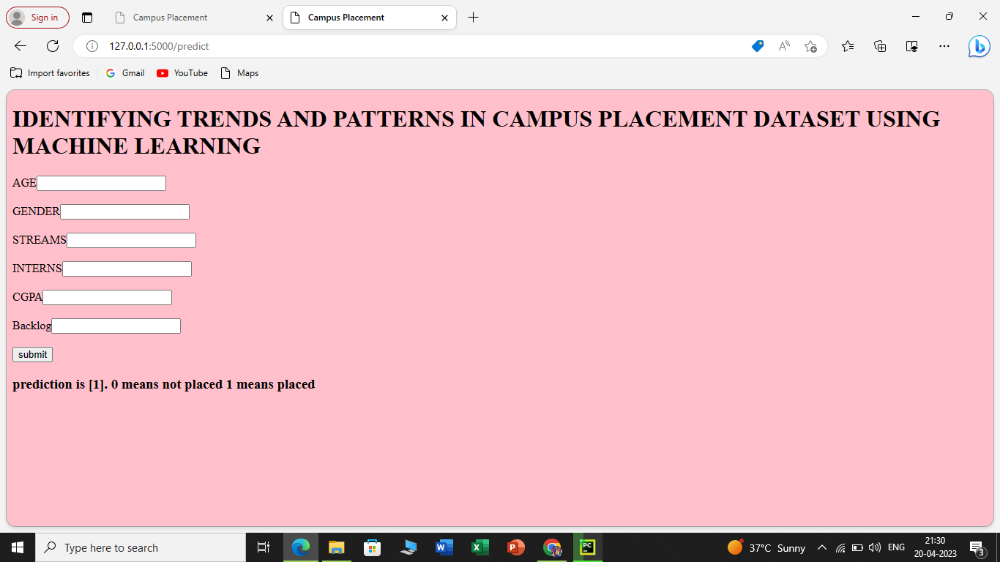 Sign in
Campus Placement
Campus Placement
127.0.0.1:5000/predict
Import favorites
Gmail
YouTube
Maps
IDENTIFYING TRENDS AND PATTERNS IN CAMPUS PLACEMENT DATASET USING
MACHINE LEARNING
AGE
GENDER
STREAMS
INTERNS
CGPA
Backlog
submit
prediction is [1]. 0 means not placed 1 means placed
Type here to search
37°C Sunny
ENG
21:30
20-04-2023
3